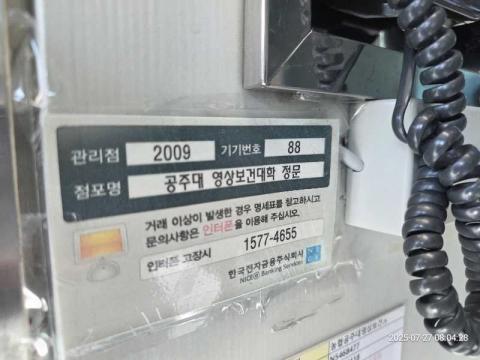 관리점 2009 기기번호 88
점포명 공주대 영상보건대학 정문
거래 이상이 발생한 경우 명세표를 참고하시고
문의사항은 인터폰을 이용해 주십시오.
인터폰 고장시 1577-4655
한국전자금융주식회사
NICE Banking Services
2025-07-27 08:04:28